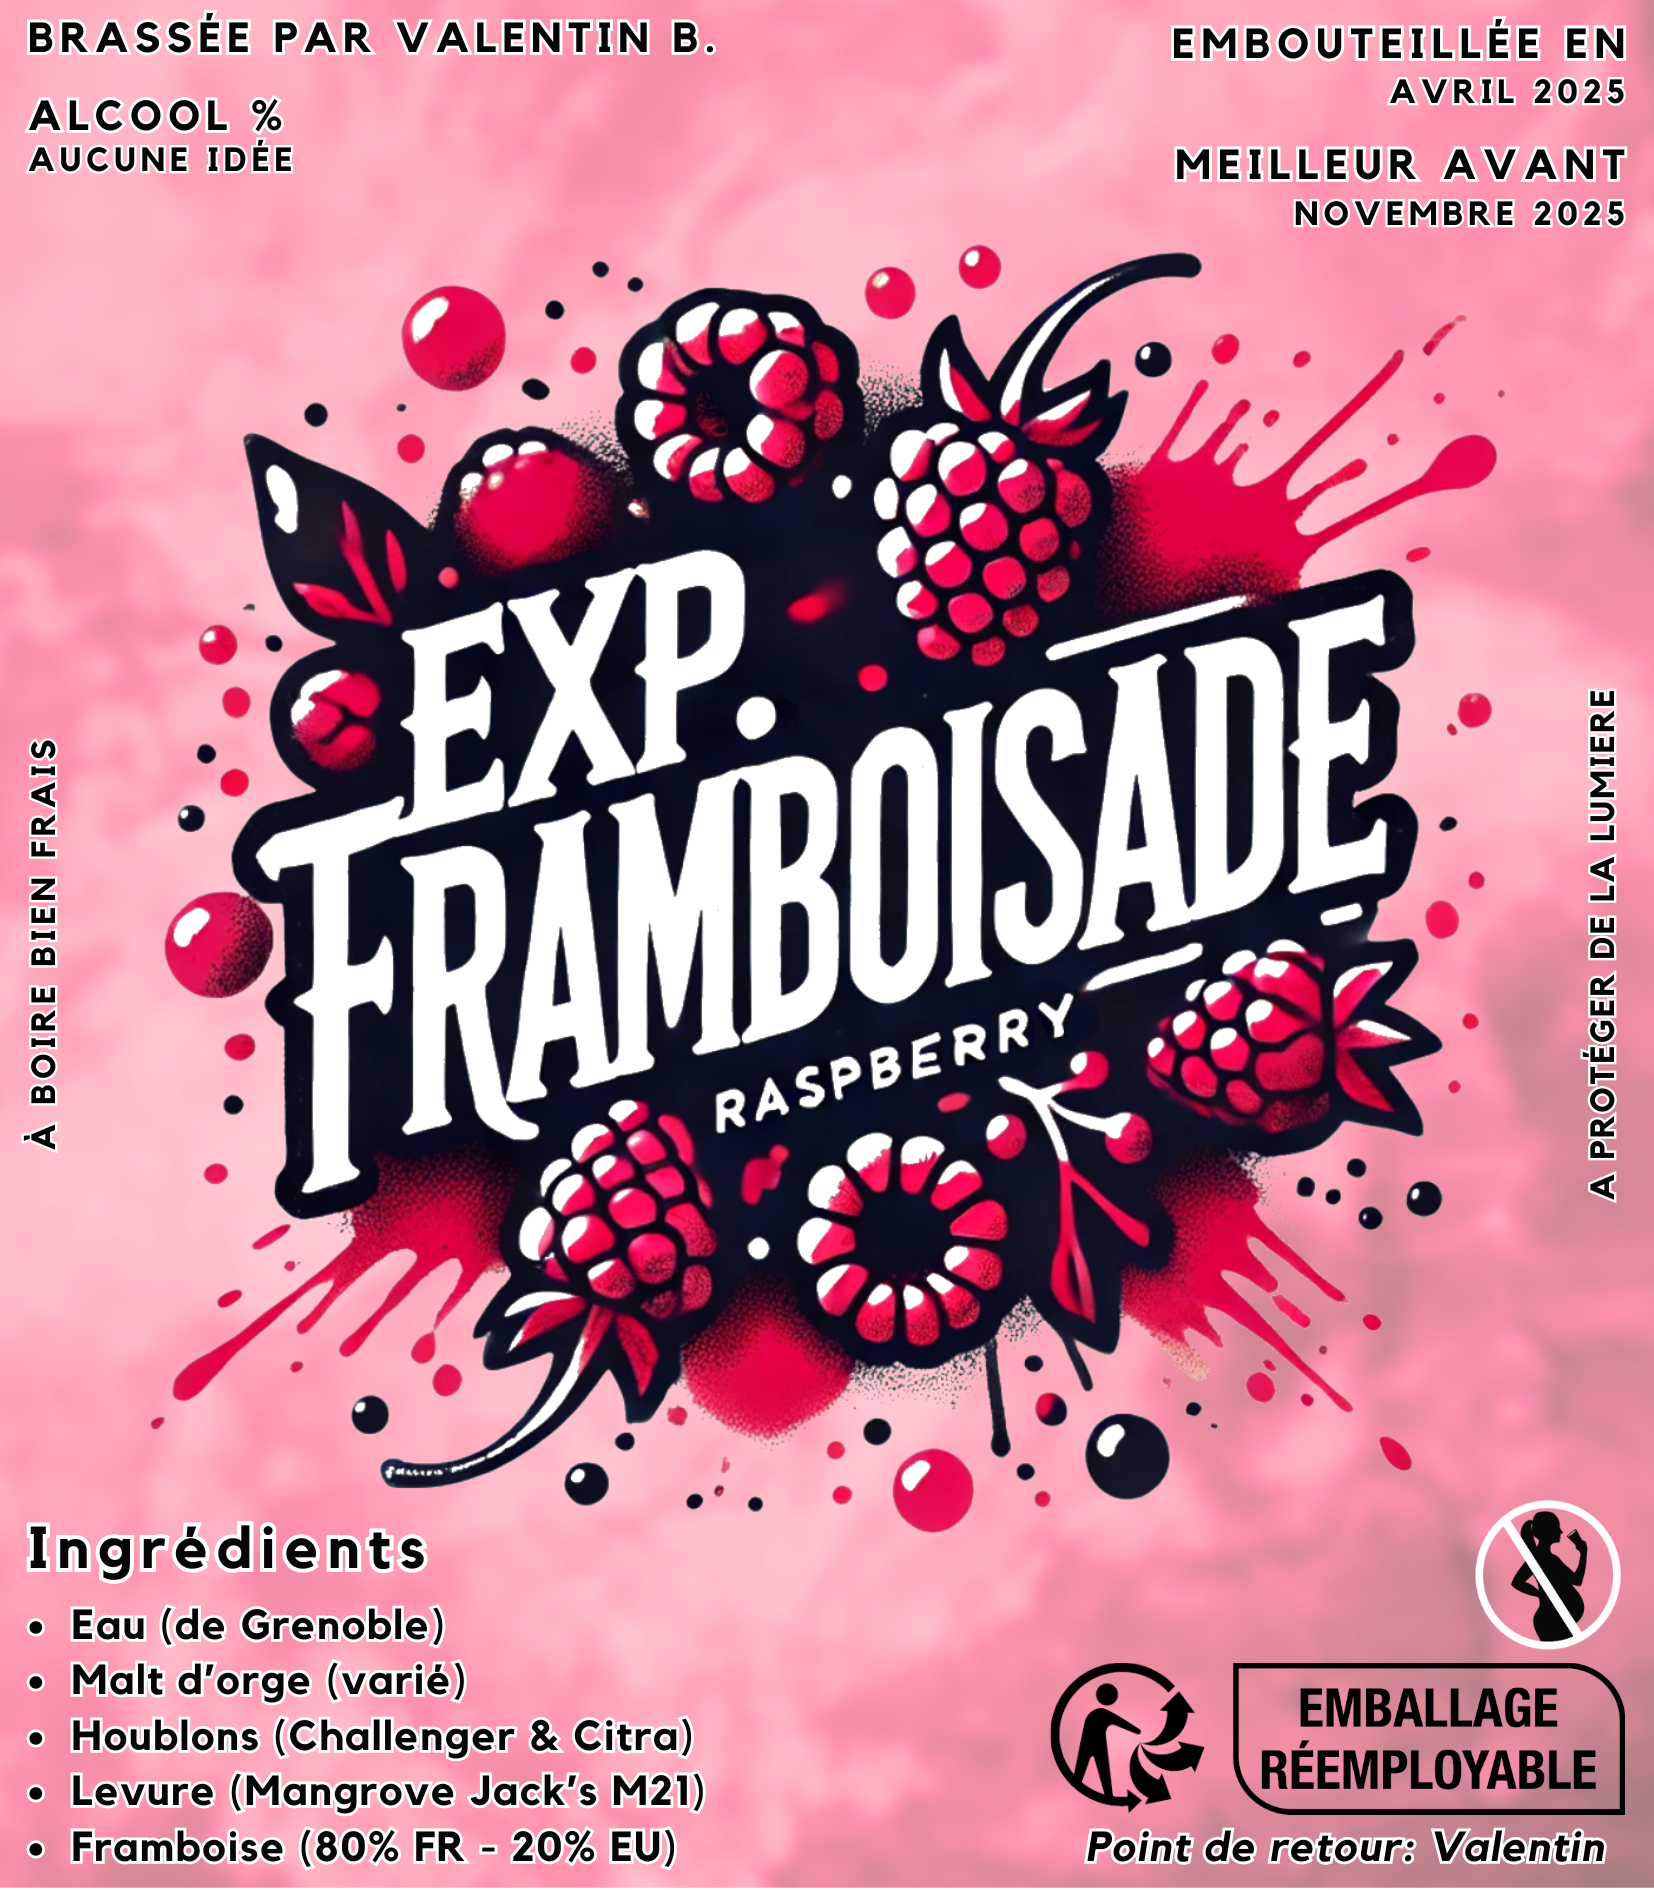 BRASSÉE PAR VALENTIN B.
ALCOOL %
AUCUNE IDÉE
EMBOUTEILLÉE EN
AVRIL 2025
MEILLEUR AVANT
NOVEMBRE 2025
À BOIRE BIEN FRAIS
EXP.
FRAMBOISADE
RASPBERRY
A PROTÉGER DE LA LUMIERE
Ingrédients
• Eau (de Grenoble)
• Malt d’orge (varié)
• Houblons (Challenger & Citra)
• Levure (Mangrove Jack’s M21)
• Framboise (80% FR - 20% EU)
EMBALLAGE
RÉEMPLOYABLE
Point de retour: Valentin